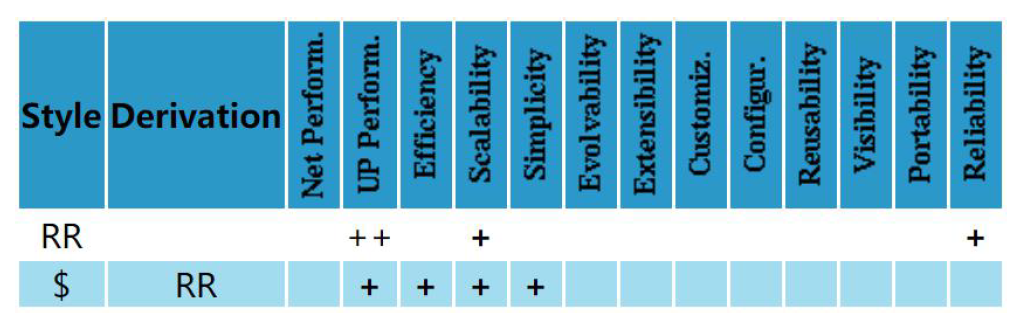 Style Derivation Net Perform. UP Perform. Efficiency Scalability Simplicity Evolvability Extensibility Customiz. Configur. Reusability Visibility Portability Reliability
RR ++ + +
$ RR + + + +